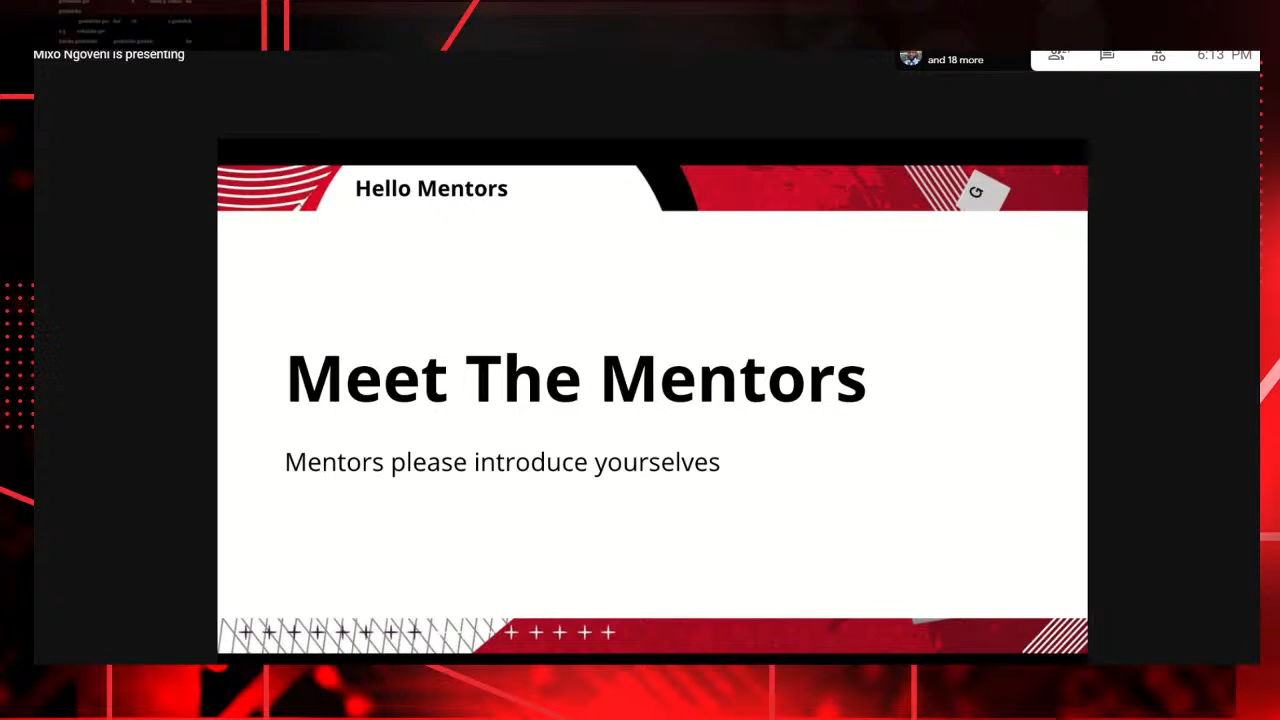 Mixo Ngoveni is presenting
and 18 more
6:13 PM
Hello Mentors
G
Meet The Mentors
Mentors please introduce yourselves